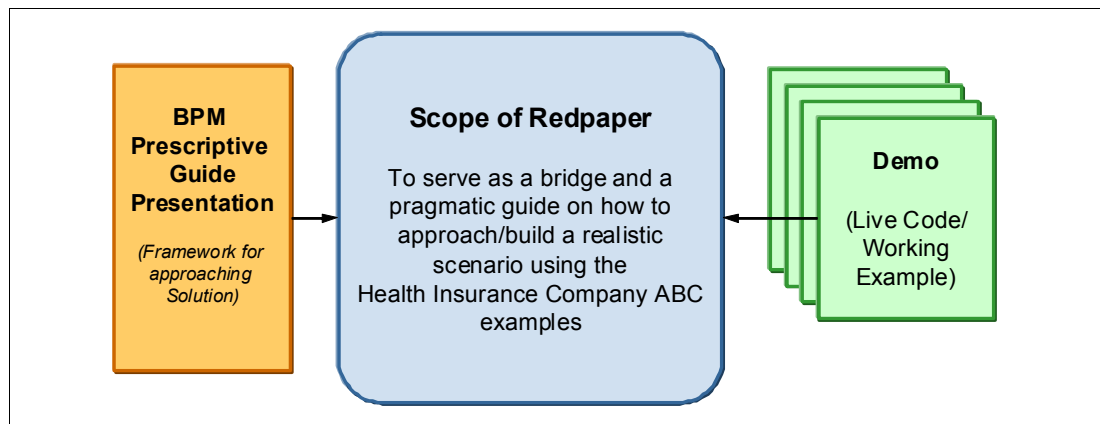 BPM
Prescriptive
Guide
Presentation
(Framework for
approaching
Solution)
Scope of Redpaper
To serve as a bridge and a
pragmatic guide on how to
approach/build a realistic
scenario using the
Health Insurance Company ABC
examples
Demo
(Live Code/
Working
Example)